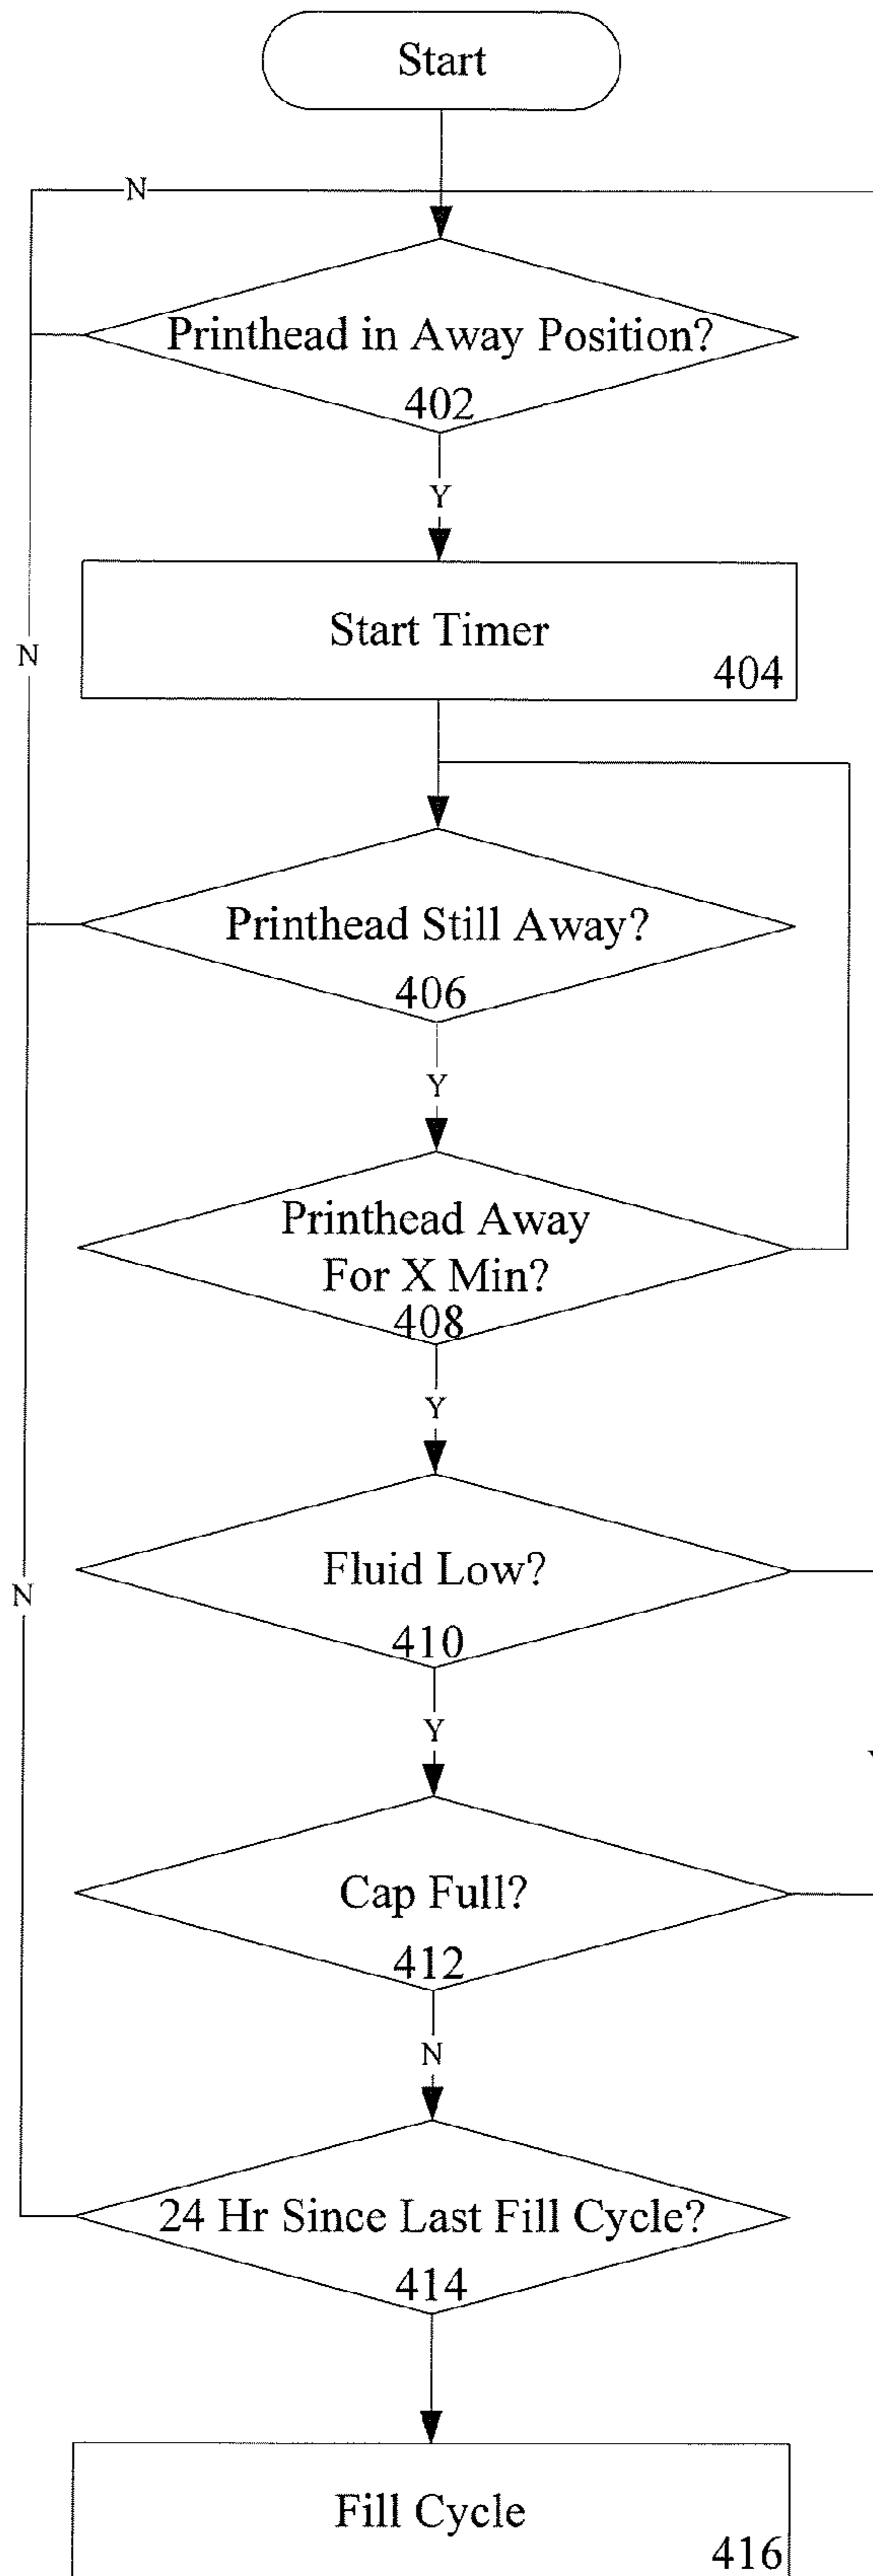 Start
N
Printhead in Away Position?
402
Y
Start Timer
404
N
Printhead Still Away?
406
Y
Printhead Away
For X Min?
408
Y
Fluid Low?
410
N
Y
Cap Full?
412
N
24 Hr Since Last Fill Cycle?
414
Fill Cycle
416